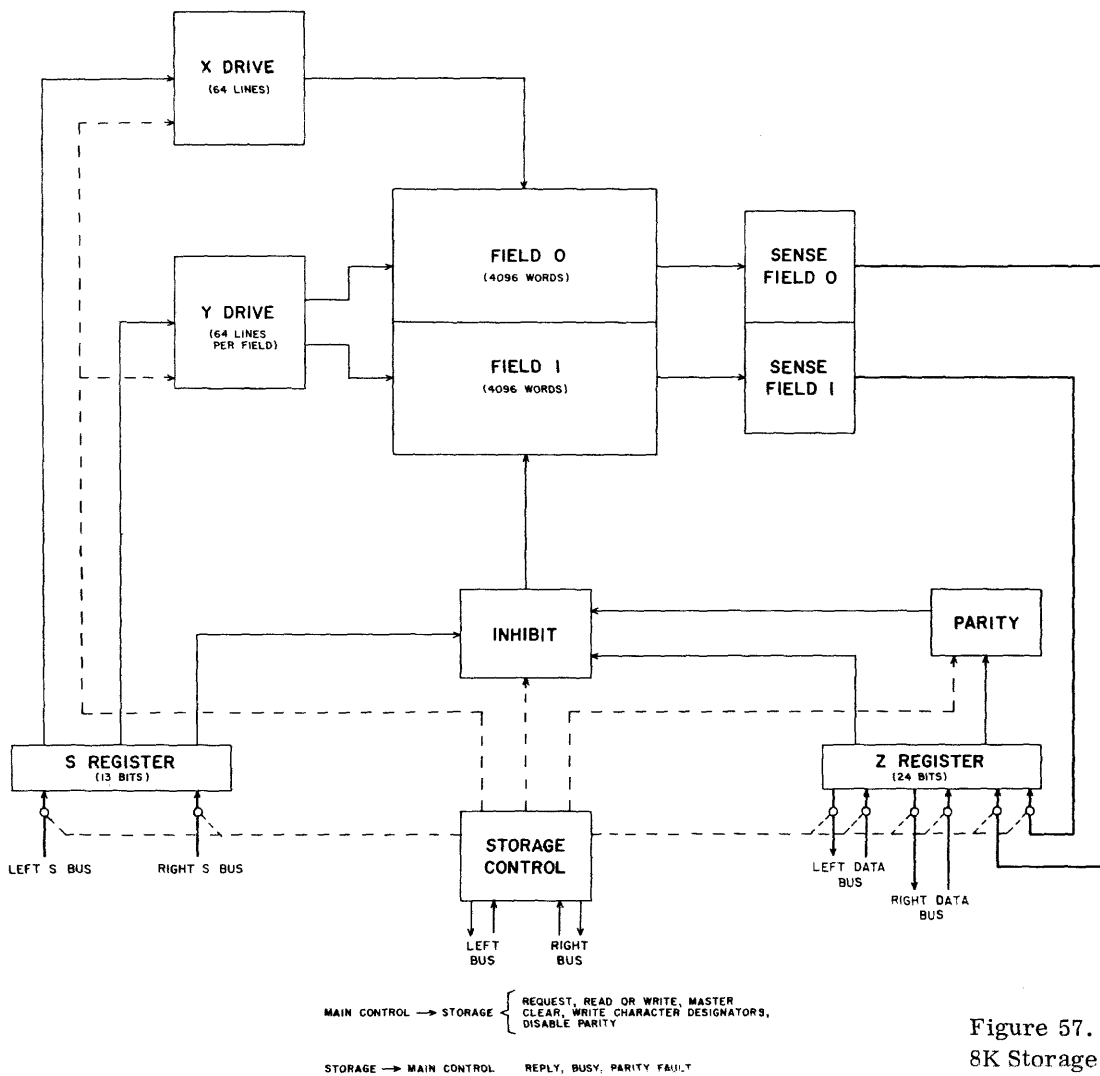 X DRIVE
(64 LINES)
FIELD 0
(4096 WORDS)
SENSE
FIELD 0
Y DRIVE
(64 LINES
PER FIELD)
FIELD 1
(4096 WORDS)
SENSE
FIELD 1
INHIBIT
PARITY
S REGISTER
(13 BITS)
Z REGISTER
(24 BITS)
STORAGE
CONTROL
LEFT S BUS
RIGHT S BUS
LEFT DATA
BUS
RIGHT DATA
BUS
LEFT
BUS
RIGHT
BUS
MAIN CONTROL → STORAGE { REQUEST, READ OR WRITE, MASTER
CLEAR, WRITE CHARACTER DESIGNATORS,
DISABLE PARITY
STORAGE → MAIN CONTROL REPLY, BUSY, PARITY FAULT
Figure 57.
8K Storage